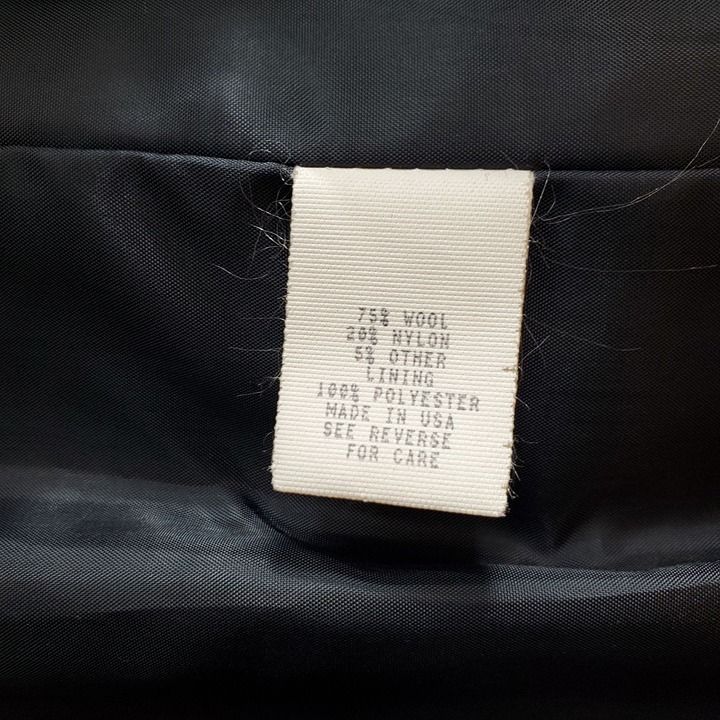 75% WOOL
20% NYLON
5% OTHER
LINING
100% POLYESTER
MADE IN USA
SEE REVERSE
FOR CARE